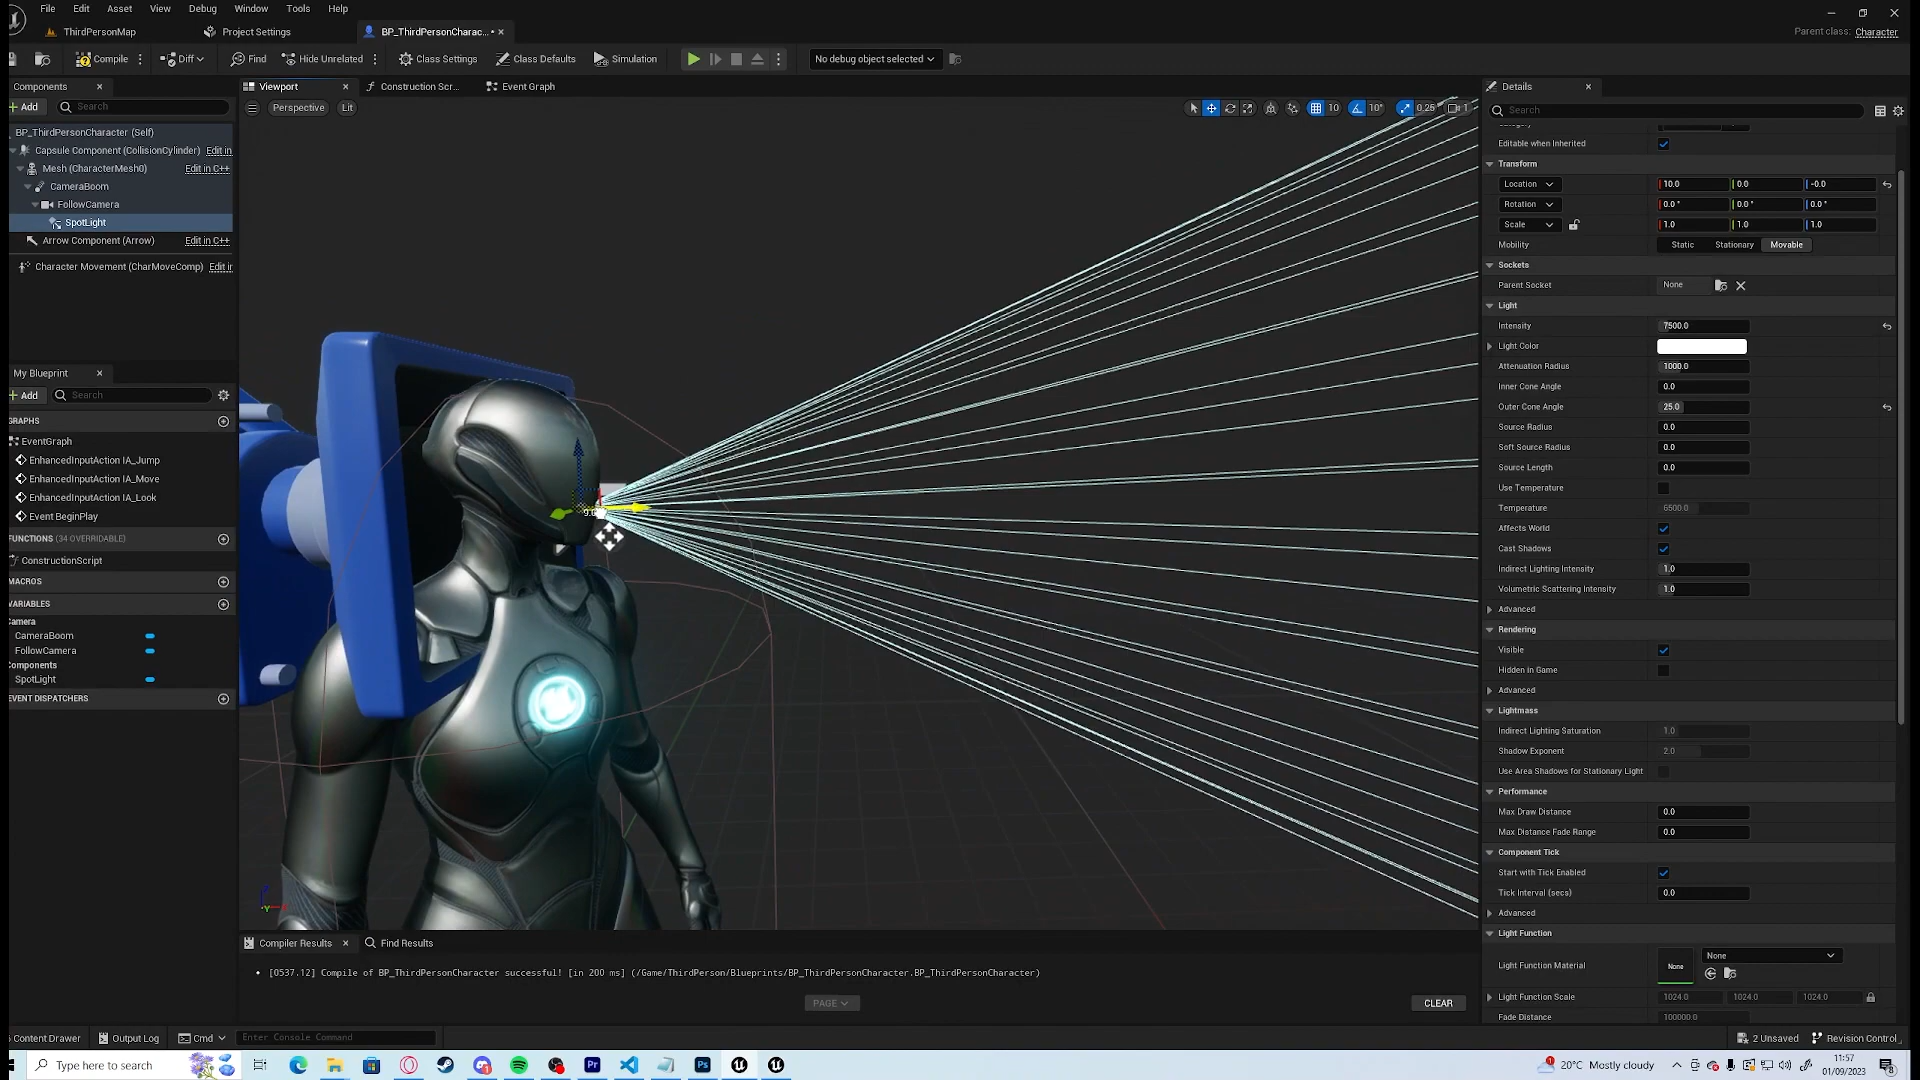 File Edit Asset View Debug Window Tools Help
ThirdPersonMap Project Settings BP_ThirdPersonCharac...
Parent class: Character
Compile Diff Find Hide Unrelated Class Settings Class Defaults Simulation No debug object selected
Components
Add Search
BP_ThirdPersonCharacter (Self)
Capsule Component (CollisionCylinder) Edit in
Mesh (CharacterMesh0) Edit in C++
CameraBoom
FollowCamera
SpotLight
Arrow Component (Arrow) Edit in C++
Character Movement (CharMoveComp) Edit in
My Blueprint
Add Search
GRAPHS
EventGraph
EnhancedInputAction IA_Jump
EnhancedInputAction IA_Move
EnhancedInputAction IA_Look
Event BeginPlay
FUNCTIONS (34 OVERRIDABLE)
ConstructionScript
MACROS
VARIABLES
Camera
CameraBoom
FollowCamera
Components
SpotLight
EVENT DISPATCHERS
Viewport Construction Scr... Event Graph
Perspective Lit
10 10° 0.25 1
Compiler Results Find Results
• [0537.12] Compile of BP_ThirdPersonCharacter successful! [in 200 ms] (/Game/ThirdPerson/Blueprints/BP_ThirdPersonCharacter.BP_ThirdPersonCharacter)
PAGE CLEAR
Details
Search
Editable when Inherited
Transform
Location 10.0 0.0 -0.0
Rotation 0.0° 0.0° 0.0°
Scale 1.0 1.0 1.0
Mobility Static Stationary Movable
Sockets
Parent Socket None
Light
Intensity 7500.0
Light Color
Attenuation Radius 1000.0
Inner Cone Angle 0.0
Outer Cone Angle 25.0
Source Radius 0.0
Soft Source Radius 0.0
Source Length 0.0
Use Temperature
Temperature 6500.0
Affects World
Cast Shadows
Indirect Lighting Intensity 1.0
Volumetric Scattering Intensity 1.0
Advanced
Rendering
Visible
Hidden in Game
Advanced
Lightmass
Indirect Lighting Saturation 1.0
Shadow Exponent 2.0
Use Area Shadows for Stationary Light
Performance
Max Draw Distance 0.0
Max Distance Fade Range 0.0
Component Tick
Start with Tick Enabled
Tick Interval (secs) 0.0
Advanced
Light Function
Light Function Material None None
Light Function Scale 1024.0 1024.0 1024.0
Fade Distance 100000.0
Content Drawer Output Log Cmd Enter Console Command 2 Unsaved Revision Control
Type here to search 20°C Mostly cloudy 11:57
01/09/2023